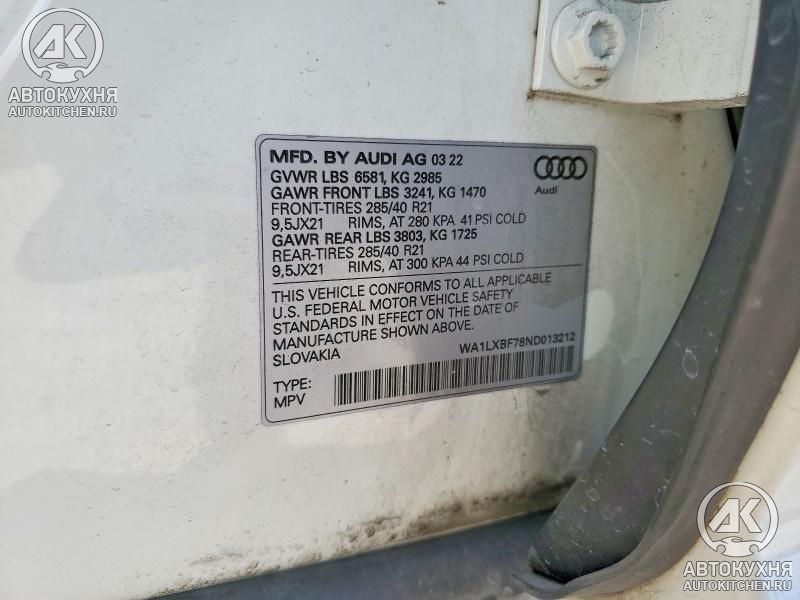 AK
АВТОКУХНЯ
AUTOKITCHEN.RU
MFD. BY AUDI AG 03 22
GVWR LBS 6581, KG 2985
GAWR FRONT LBS 3241, KG 1470
FRONT-TIRES 285/40 R21
9,5JX21 RIMS, AT 280 KPA 41 PSI COLD
GAWR REAR LBS 3803, KG 1725
REAR-TIRES 285/40 R21
9,5JX21 RIMS, AT 300 KPA 44 PSI COLD
Audi
THIS VEHICLE CONFORMS TO ALL APPLICABLE
U.S. FEDERAL MOTOR VEHICLE SAFETY
STANDARDS IN EFFECT ON THE DATE OF
MANUFACTURE SHOWN ABOVE.
SLOVAKIA
WA1LXBF78ND013212
TYPE:
MPV
AK
АВТОКУХНЯ
AUTOKITCHEN.RU